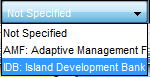 Not Specified
Not Specified
AMF: Adaptive Management F
IDB: Island Development Bank